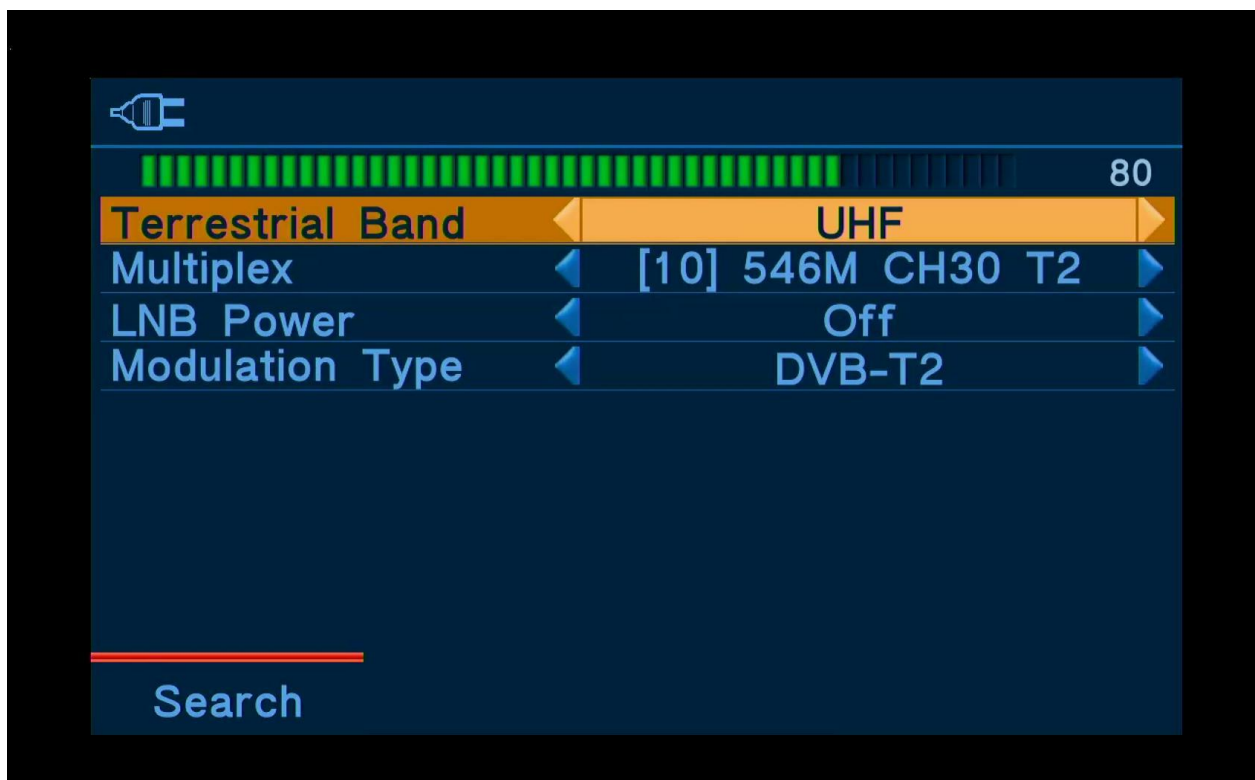 80
Terrestrial Band UHF
Multiplex [10] 546M CH30 T2
LNB Power Off
Modulation Type DVB-T2
Search